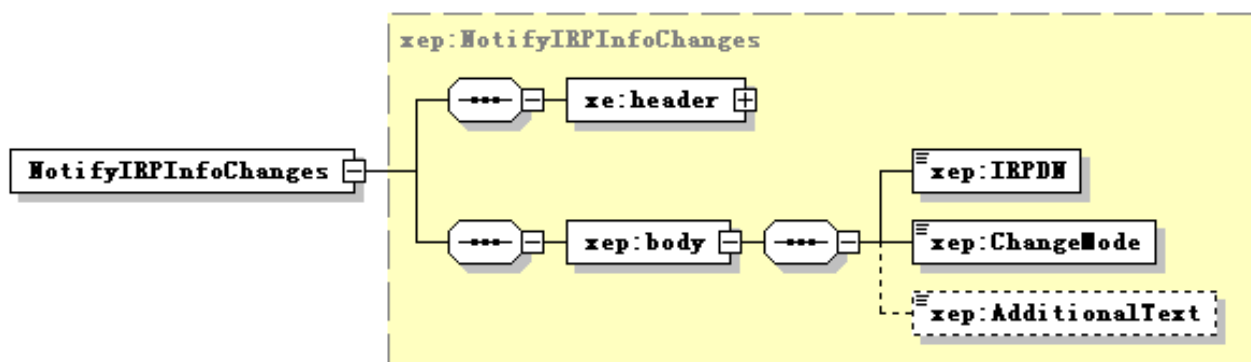 xep:NotifyIRPInfoChanges
xe:header
NotifyIRPInfoChanges
xep:IRPDN
xep:body
xep:ChangeMode
xep:AdditionalText